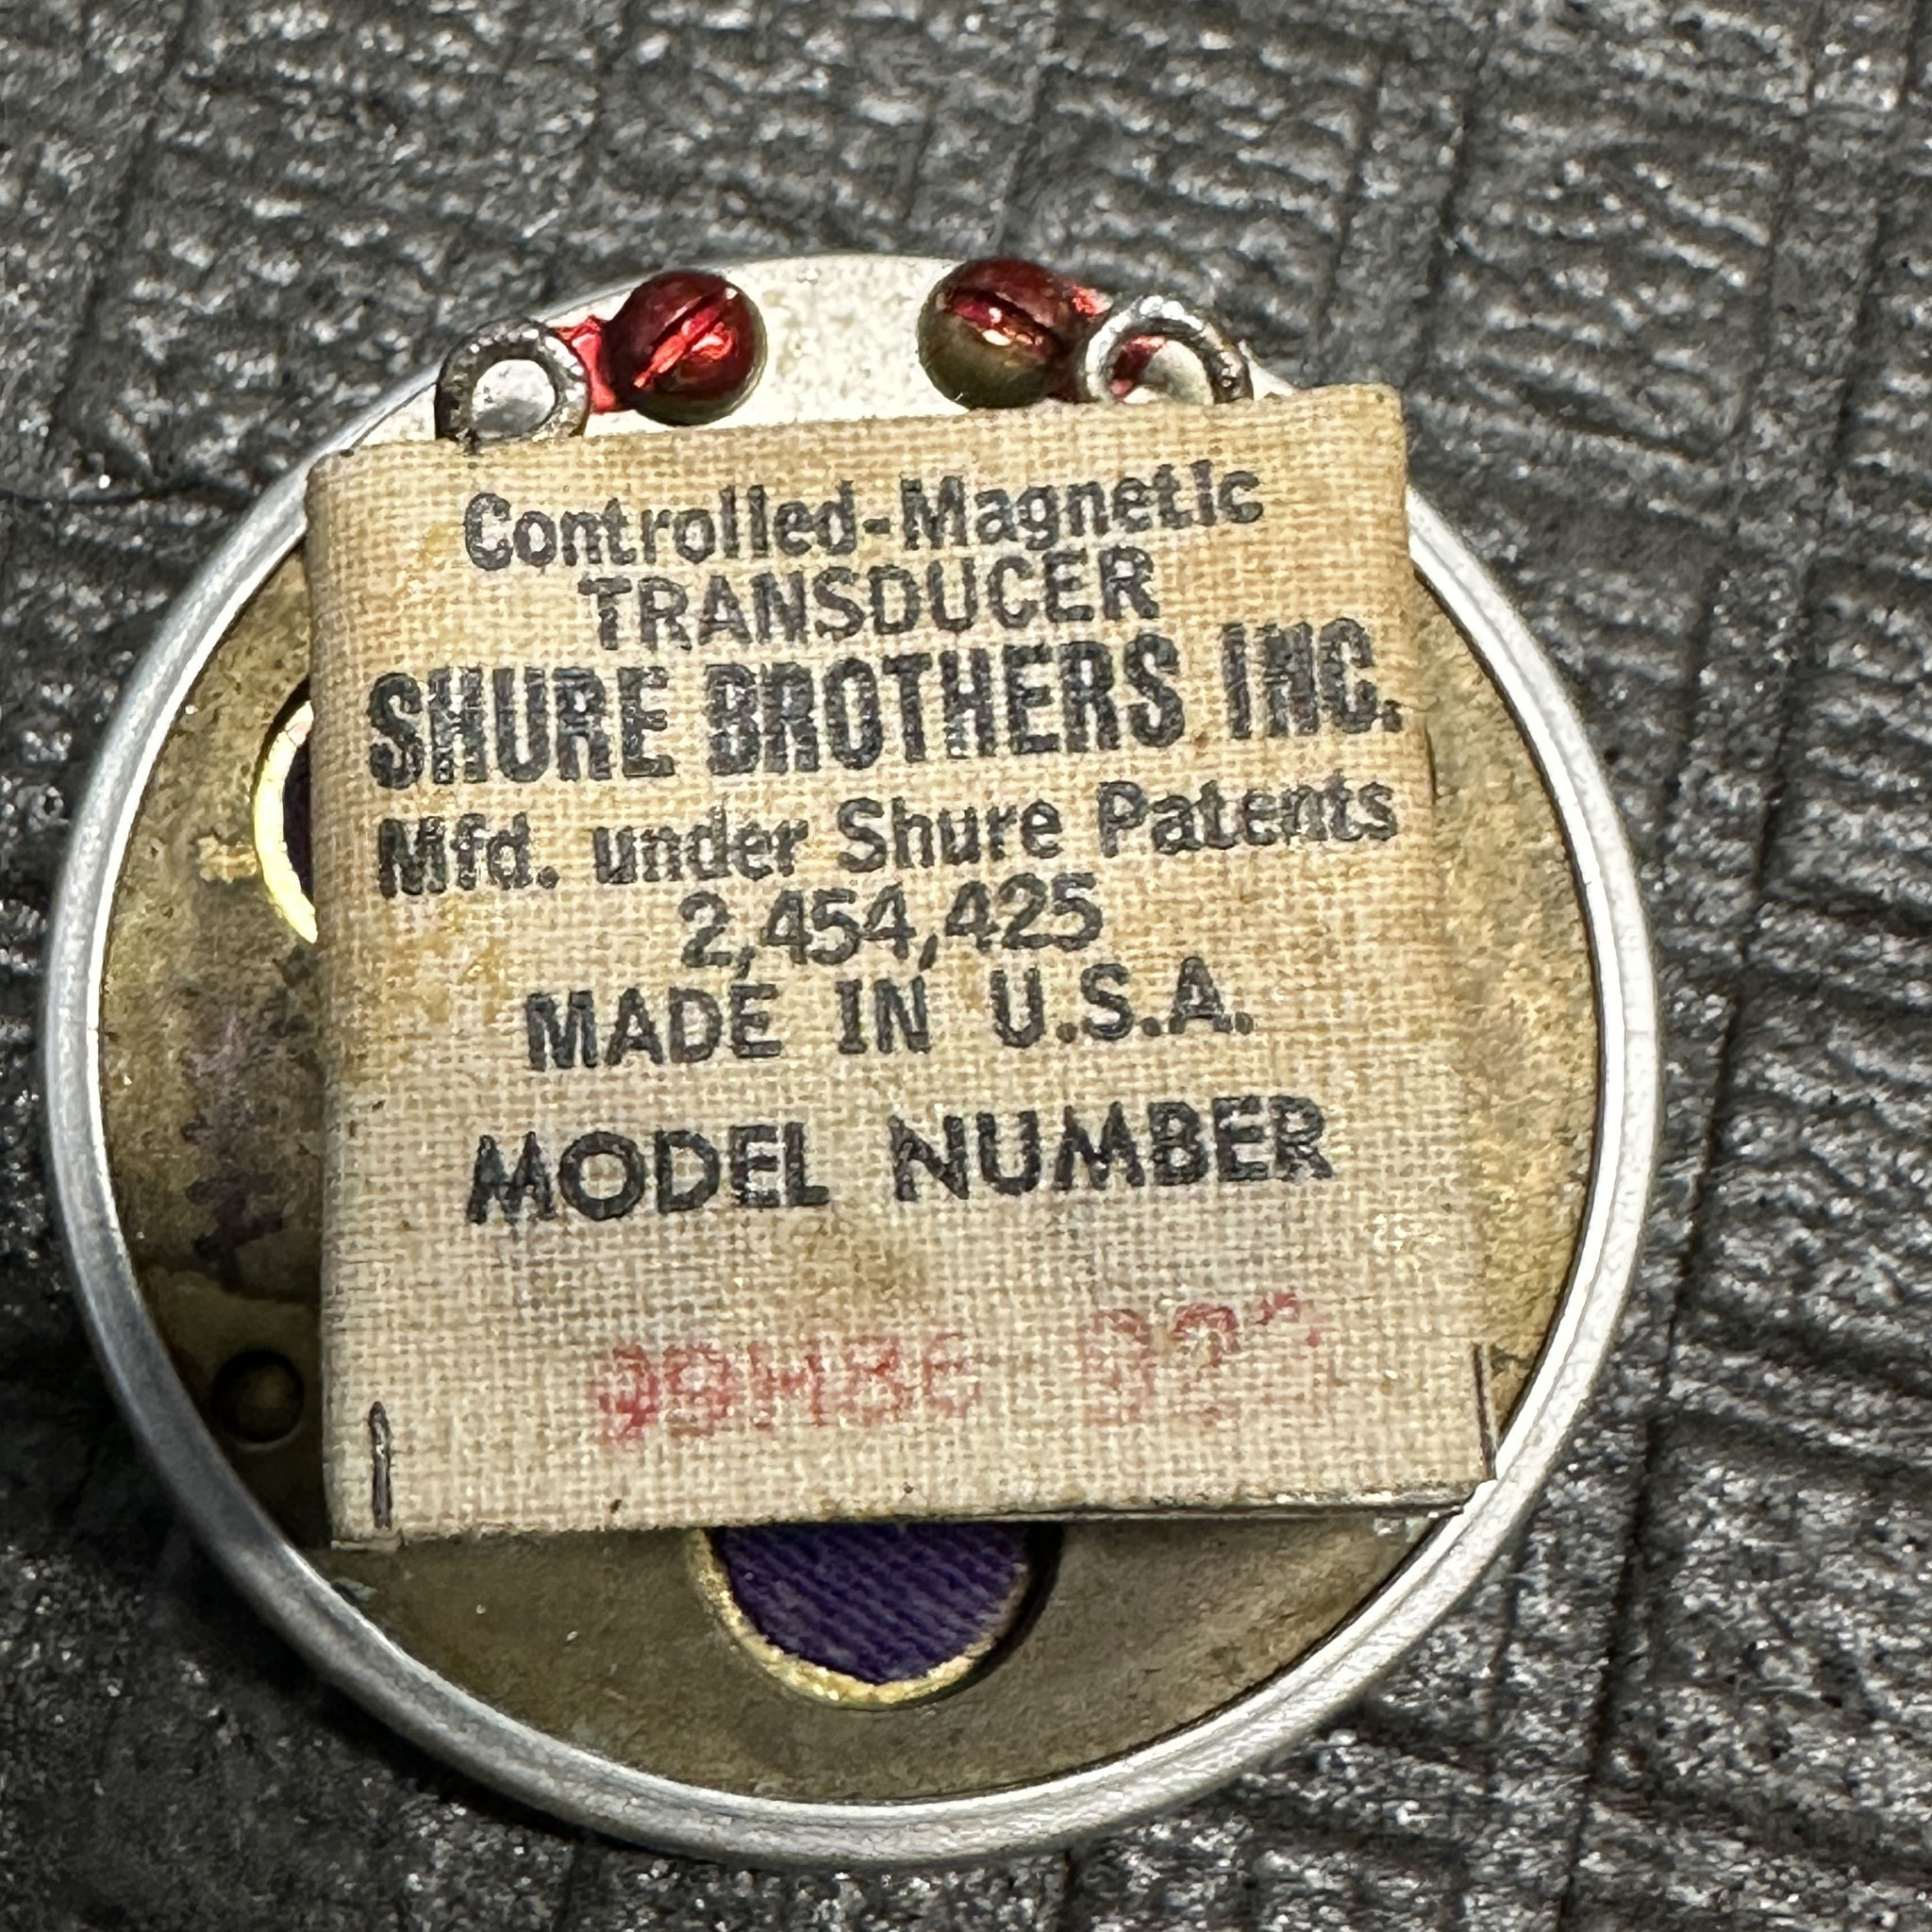 Controlled-Magnetic
TRANSDUCER
SHURE BROTHERS INC.
Mfd. under Shure Patents
2,454,425
MADE IN U.S.A.
MODEL NUMBER